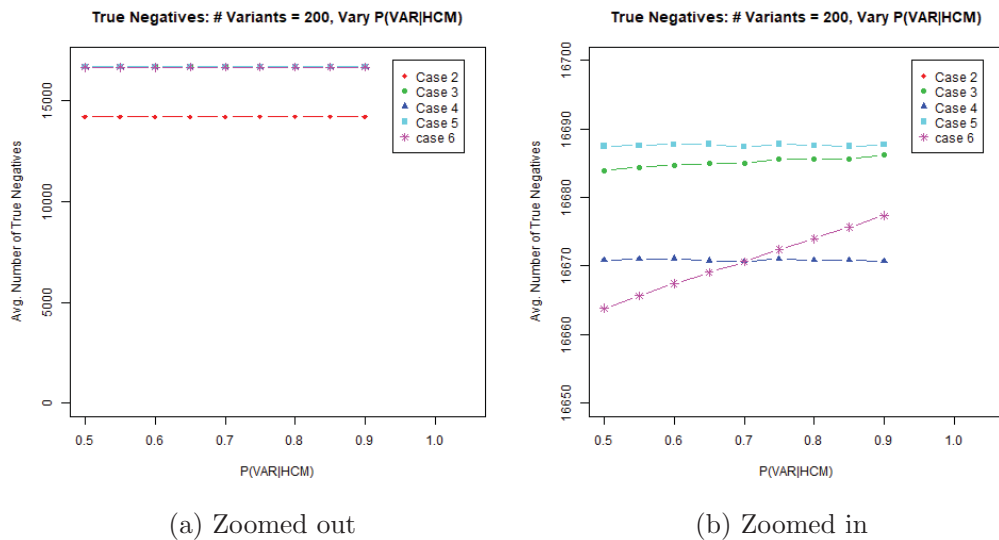 True Negatives: # Variants = 200, Vary P(VAR|HCM)
Avg. Number of True Negatives
15000
10000
5000
0
Case 2
Case 3
Case 4
Case 5
case 6
0.5 0.6 0.7 0.8 0.9 1.0
P(VAR|HCM)
(a) Zoomed out
True Negatives: # Variants = 200, Vary P(VAR|HCM)
Avg. Number of True Negatives
16700
16690
16680
16670
16660
16650
Case 2
Case 3
Case 4
Case 5
case 6
0.5 0.6 0.7 0.8 0.9 1.0
P(VAR|HCM)
(b) Zoomed in